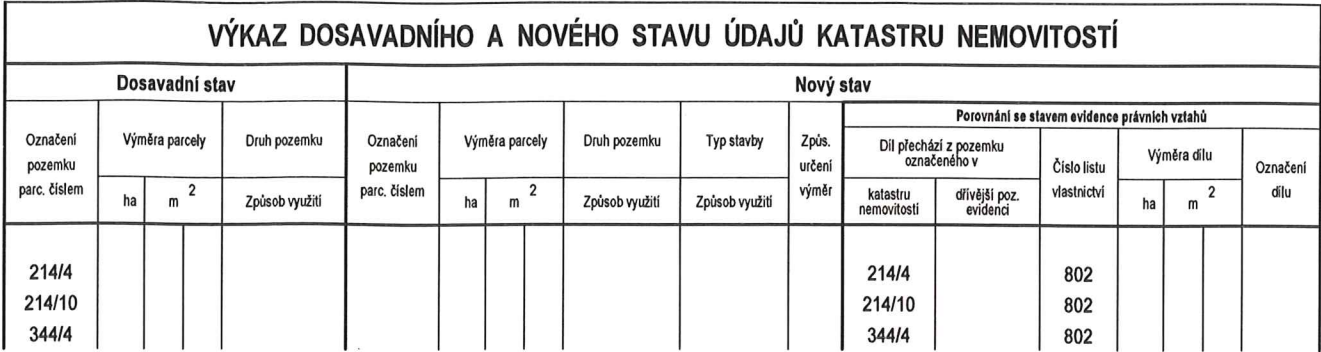 VÝKAZ DOSAVADNÍHO A NOVÉHO STAVU ÚDAJŮ KATASTRU NEMOVITOSTÍ
Dosavadní stav
Nový stav
Označení
pozemku
parc. číslem
Výměra parcely
ha
m 2
Druh pozemku
Způsob využití
Označení
pozemku
parc. číslem
Výměra parcely
ha
m 2
Druh pozemku
Způsob využití
Typ stavby
Způsob využití
Způs.
určení
výměr
Porovnání se stavem evidence právních vztahů
Díl přechází z pozemku
označeného v
katastru
nemovitostí
dřívější poz.
evidenci
Číslo listu
vlastnictví
Výměra dílu
ha
m 2
Označení
dílu
214/4 214/4 802
214/10 214/10 802
344/4 344/4 802